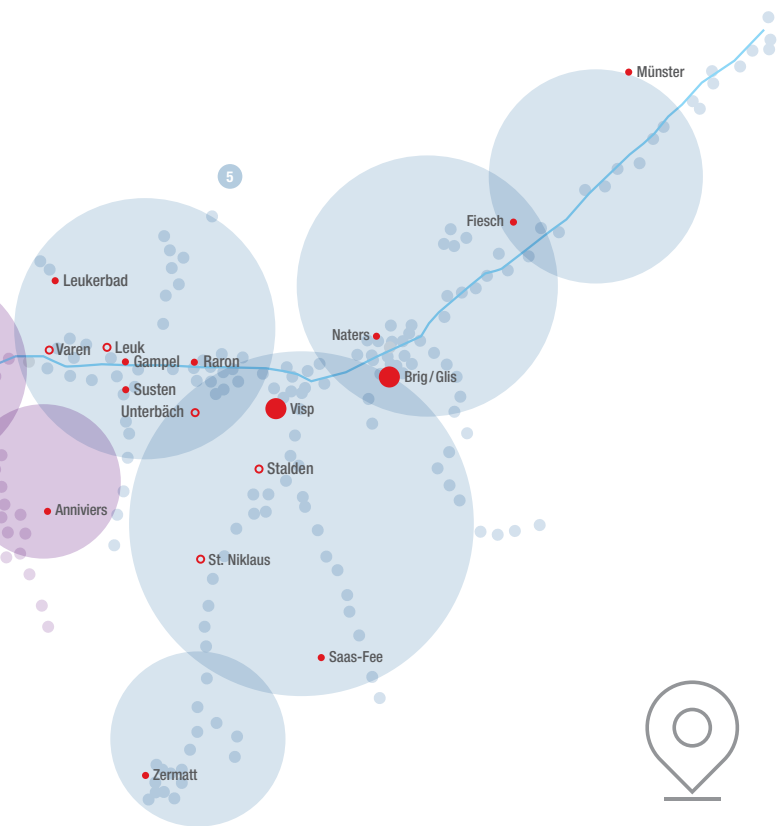 Münster
5
Fiesch
Leukerbad
Naters
Varen
Leuk
Gampel
Raron
Brig / Glis
Susten
Unterbäch
Visp
Stalden
Anniviers
St. Niklaus
Saas-Fee
Zermatt